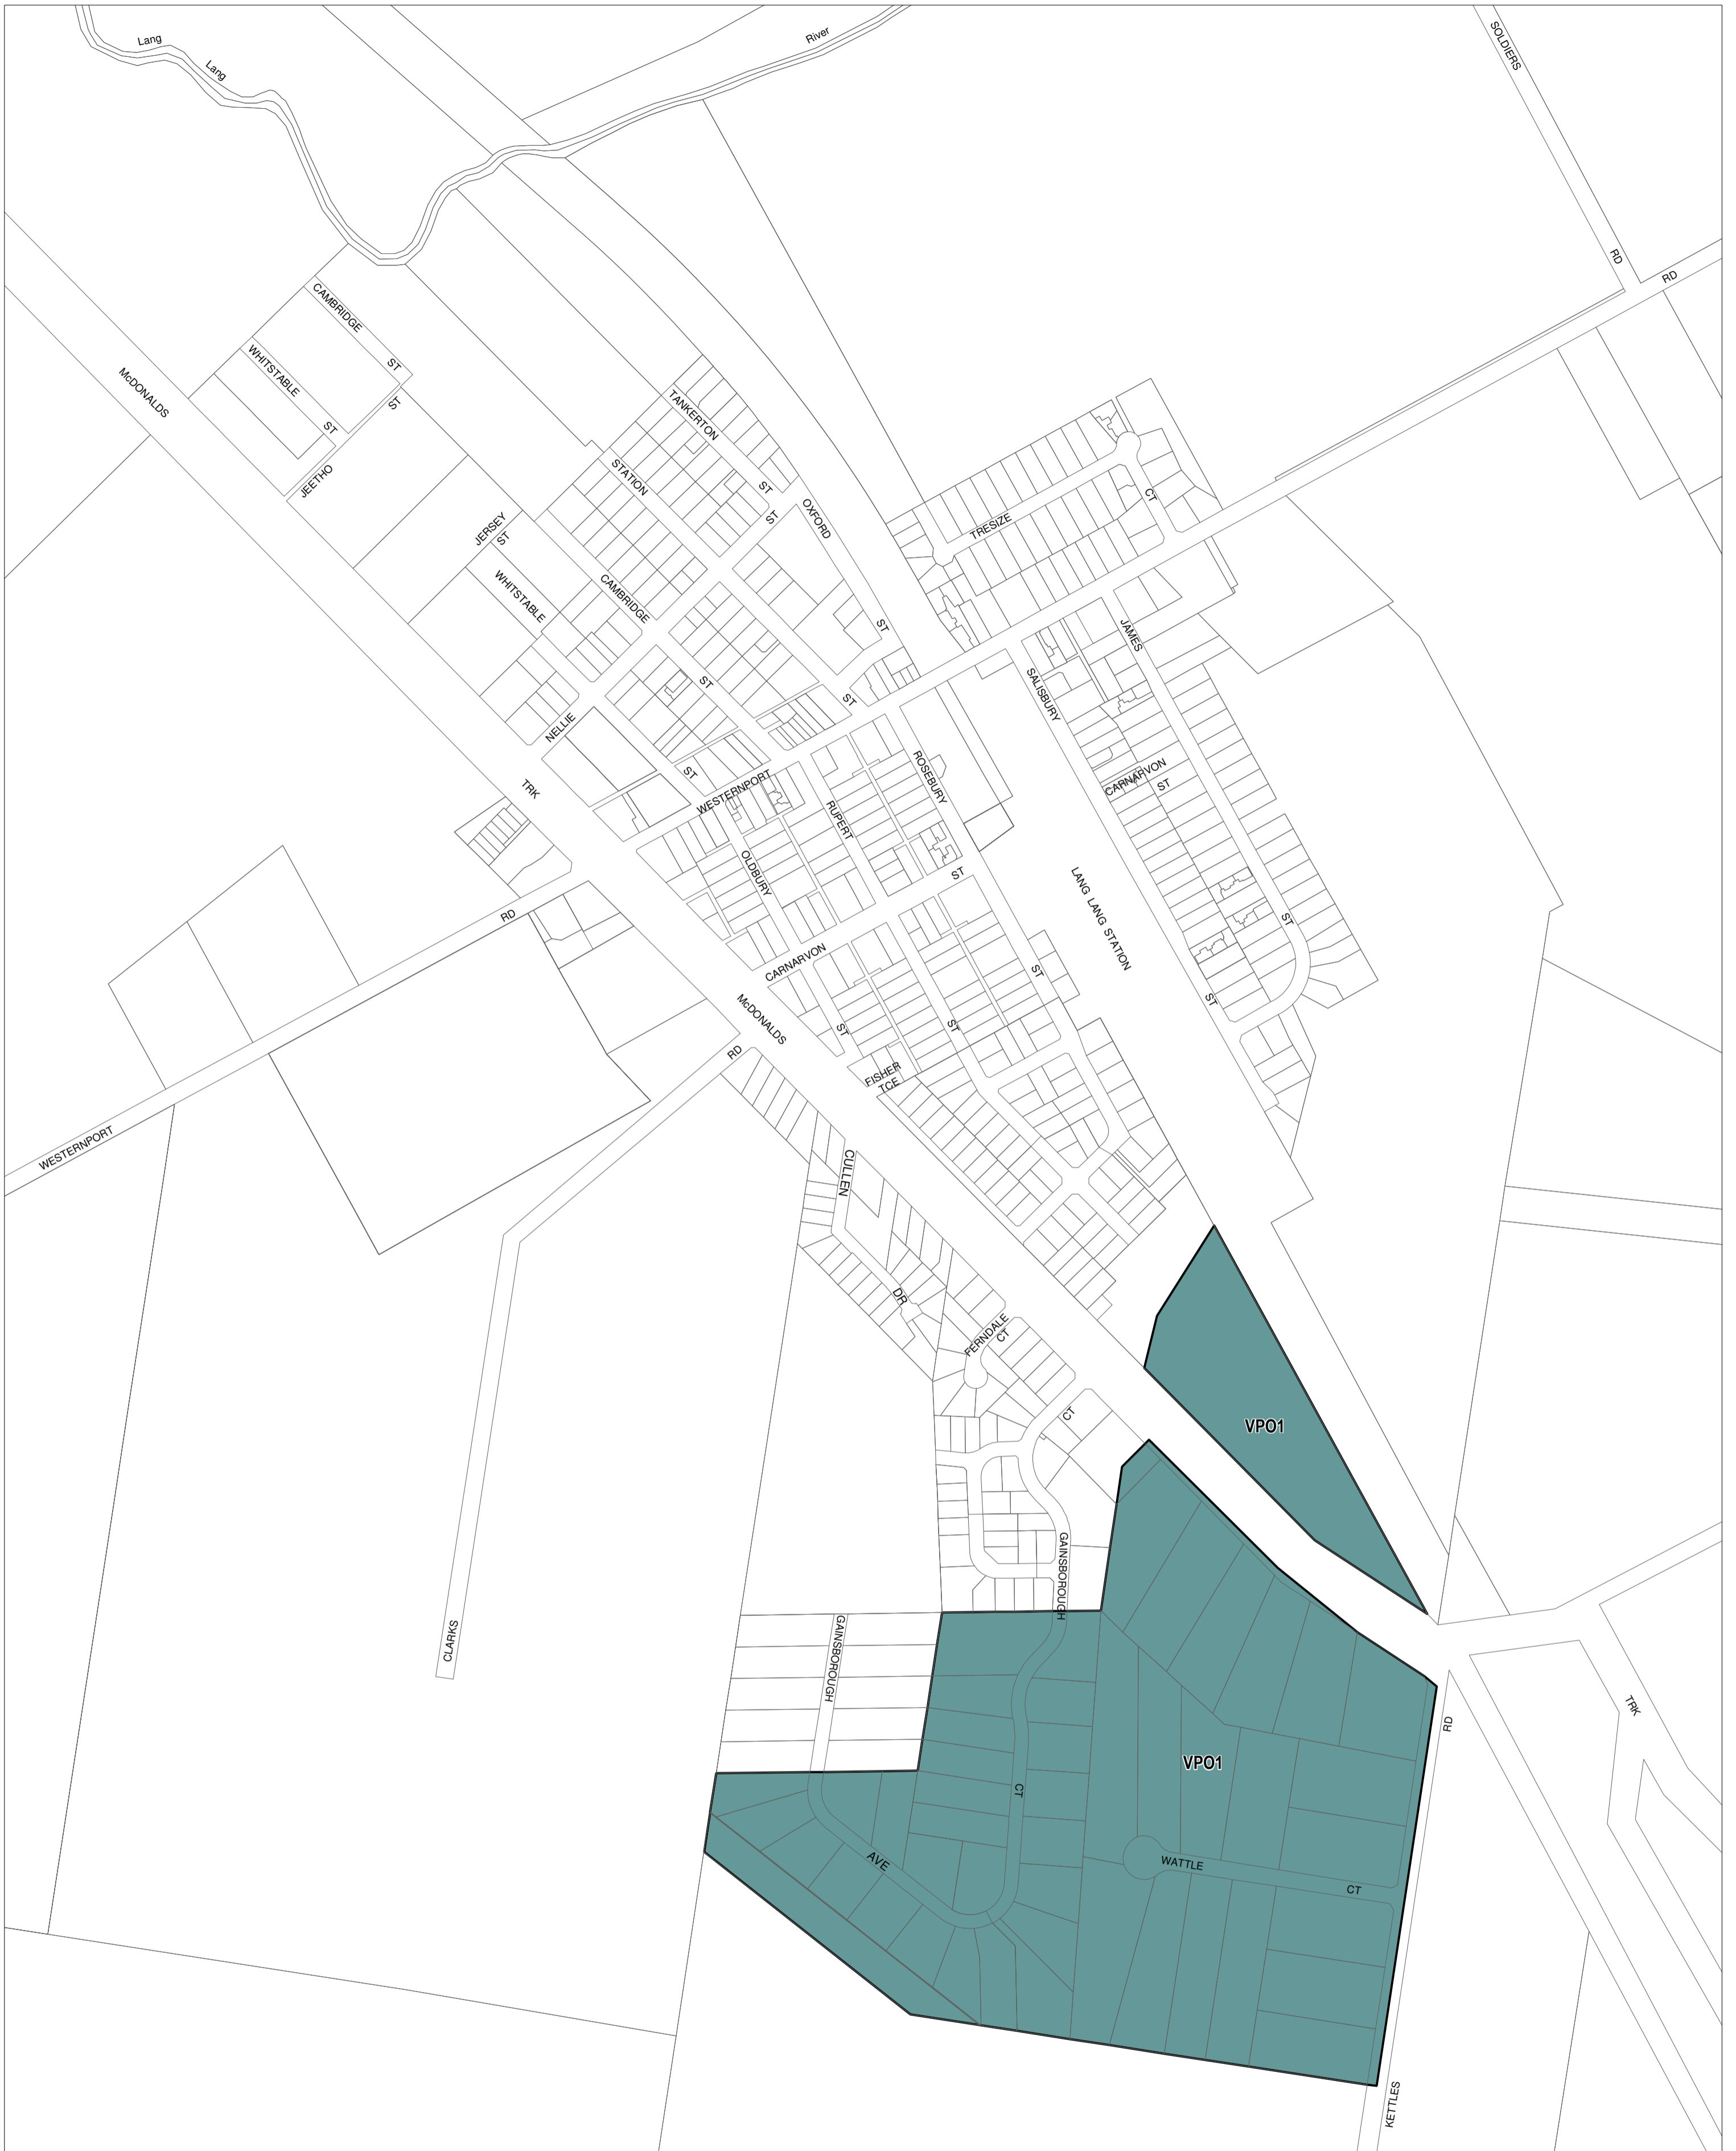 Lang
Lang
River
SOLDIERS
RD
RD
CAMBRIDGE
ST
WHITSTABLE
ST
ST
JEETHO
McDONALDS
TANKERTON
ST
STATION
ST
OXFORD
ST
JERSEY
ST
WHITSTABLE
CAMBRIDGE
ST
ST
NELLIE
ST
TRK
WESTERNPORT
TRESIZE
CT
JAMES
ST
SALISBURY
ST
CARNARVON
ST
ROSEBURY
ST
RUPERT
ST
OLDBURY
ST
ST
CARNARVON
LANG LANG STATION
RD
WESTERNPORT
McDONALDS
RD
FISHER
TCE
CULLEN
DR
FERNDALE
CT
CT
GAINSBOROUGH
VPO1
CLARKS
GAINSBOROUGH
AVE
CT
VPO1
WATTLE
CT
RD
KETTLES
TRK